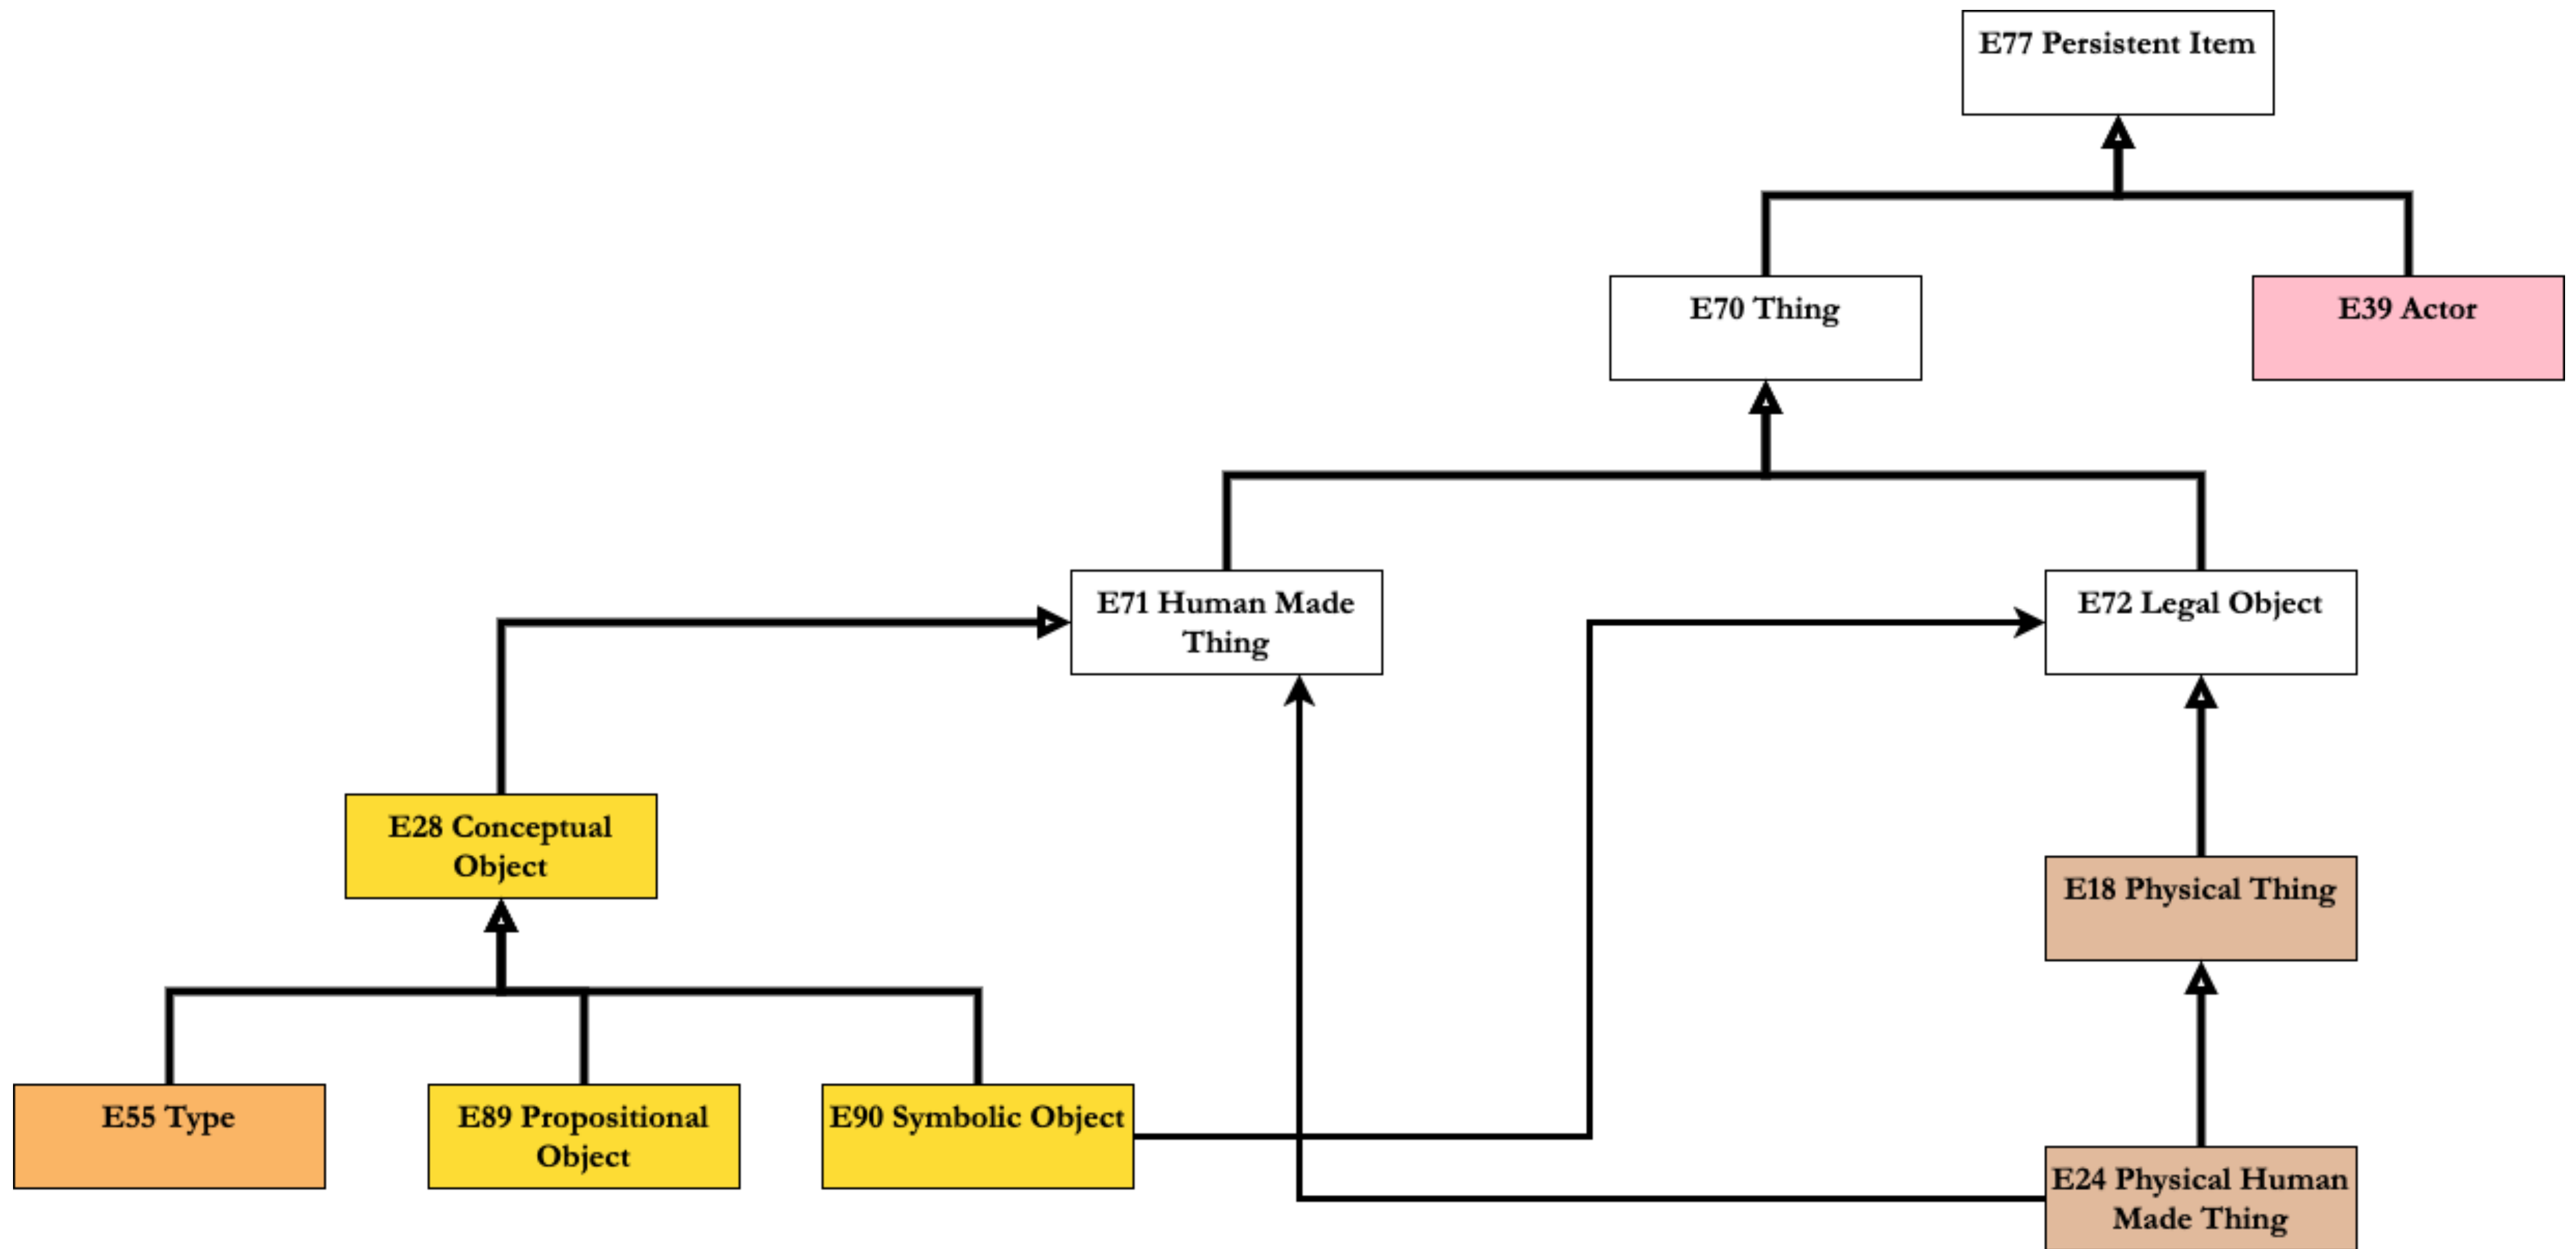 E77 Persistent Item
E70 Thing
E39 Actor
E71 Human Made
Thing
E72 Legal Object
E28 Conceptual
Object
E18 Physical Thing
E55 Type
E89 Propositional
Object
E90 Symbolic Object
E24 Physical Human
Made Thing